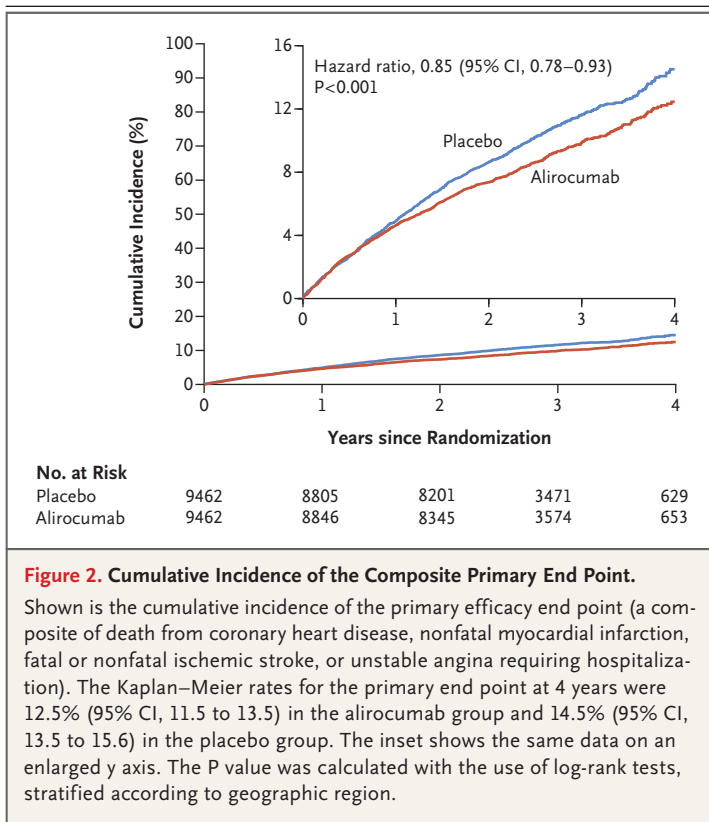 Cumulative Incidence (%)
100
90
80
70
60
50
40
30
20
10
0
16
12
8
4
0
Hazard ratio, 0.85 (95% CI, 0.78–0.93)
P<0.001
Placebo
Alirocumab
0 1 2 3 4
0 1 2 3 4
Years since Randomization
No. at Risk
Placebo 9462 8805 8201 3471 629
Alirocumab 9462 8846 8345 3574 653
Figure 2. Cumulative Incidence of the Composite Primary End Point.
Shown is the cumulative incidence of the primary efficacy end point (a com-
posite of death from coronary heart disease, nonfatal myocardial infarction,
fatal or nonfatal ischemic stroke, or unstable angina requiring hospitaliza-
tion). The Kaplan–Meier rates for the primary end point at 4 years were
12.5% (95% CI, 11.5 to 13.5) in the alirocumab group and 14.5% (95% CI,
13.5 to 15.6) in the placebo group. The inset shows the same data on an
enlarged y axis. The P value was calculated with the use of log-rank tests,
stratified according to geographic region.